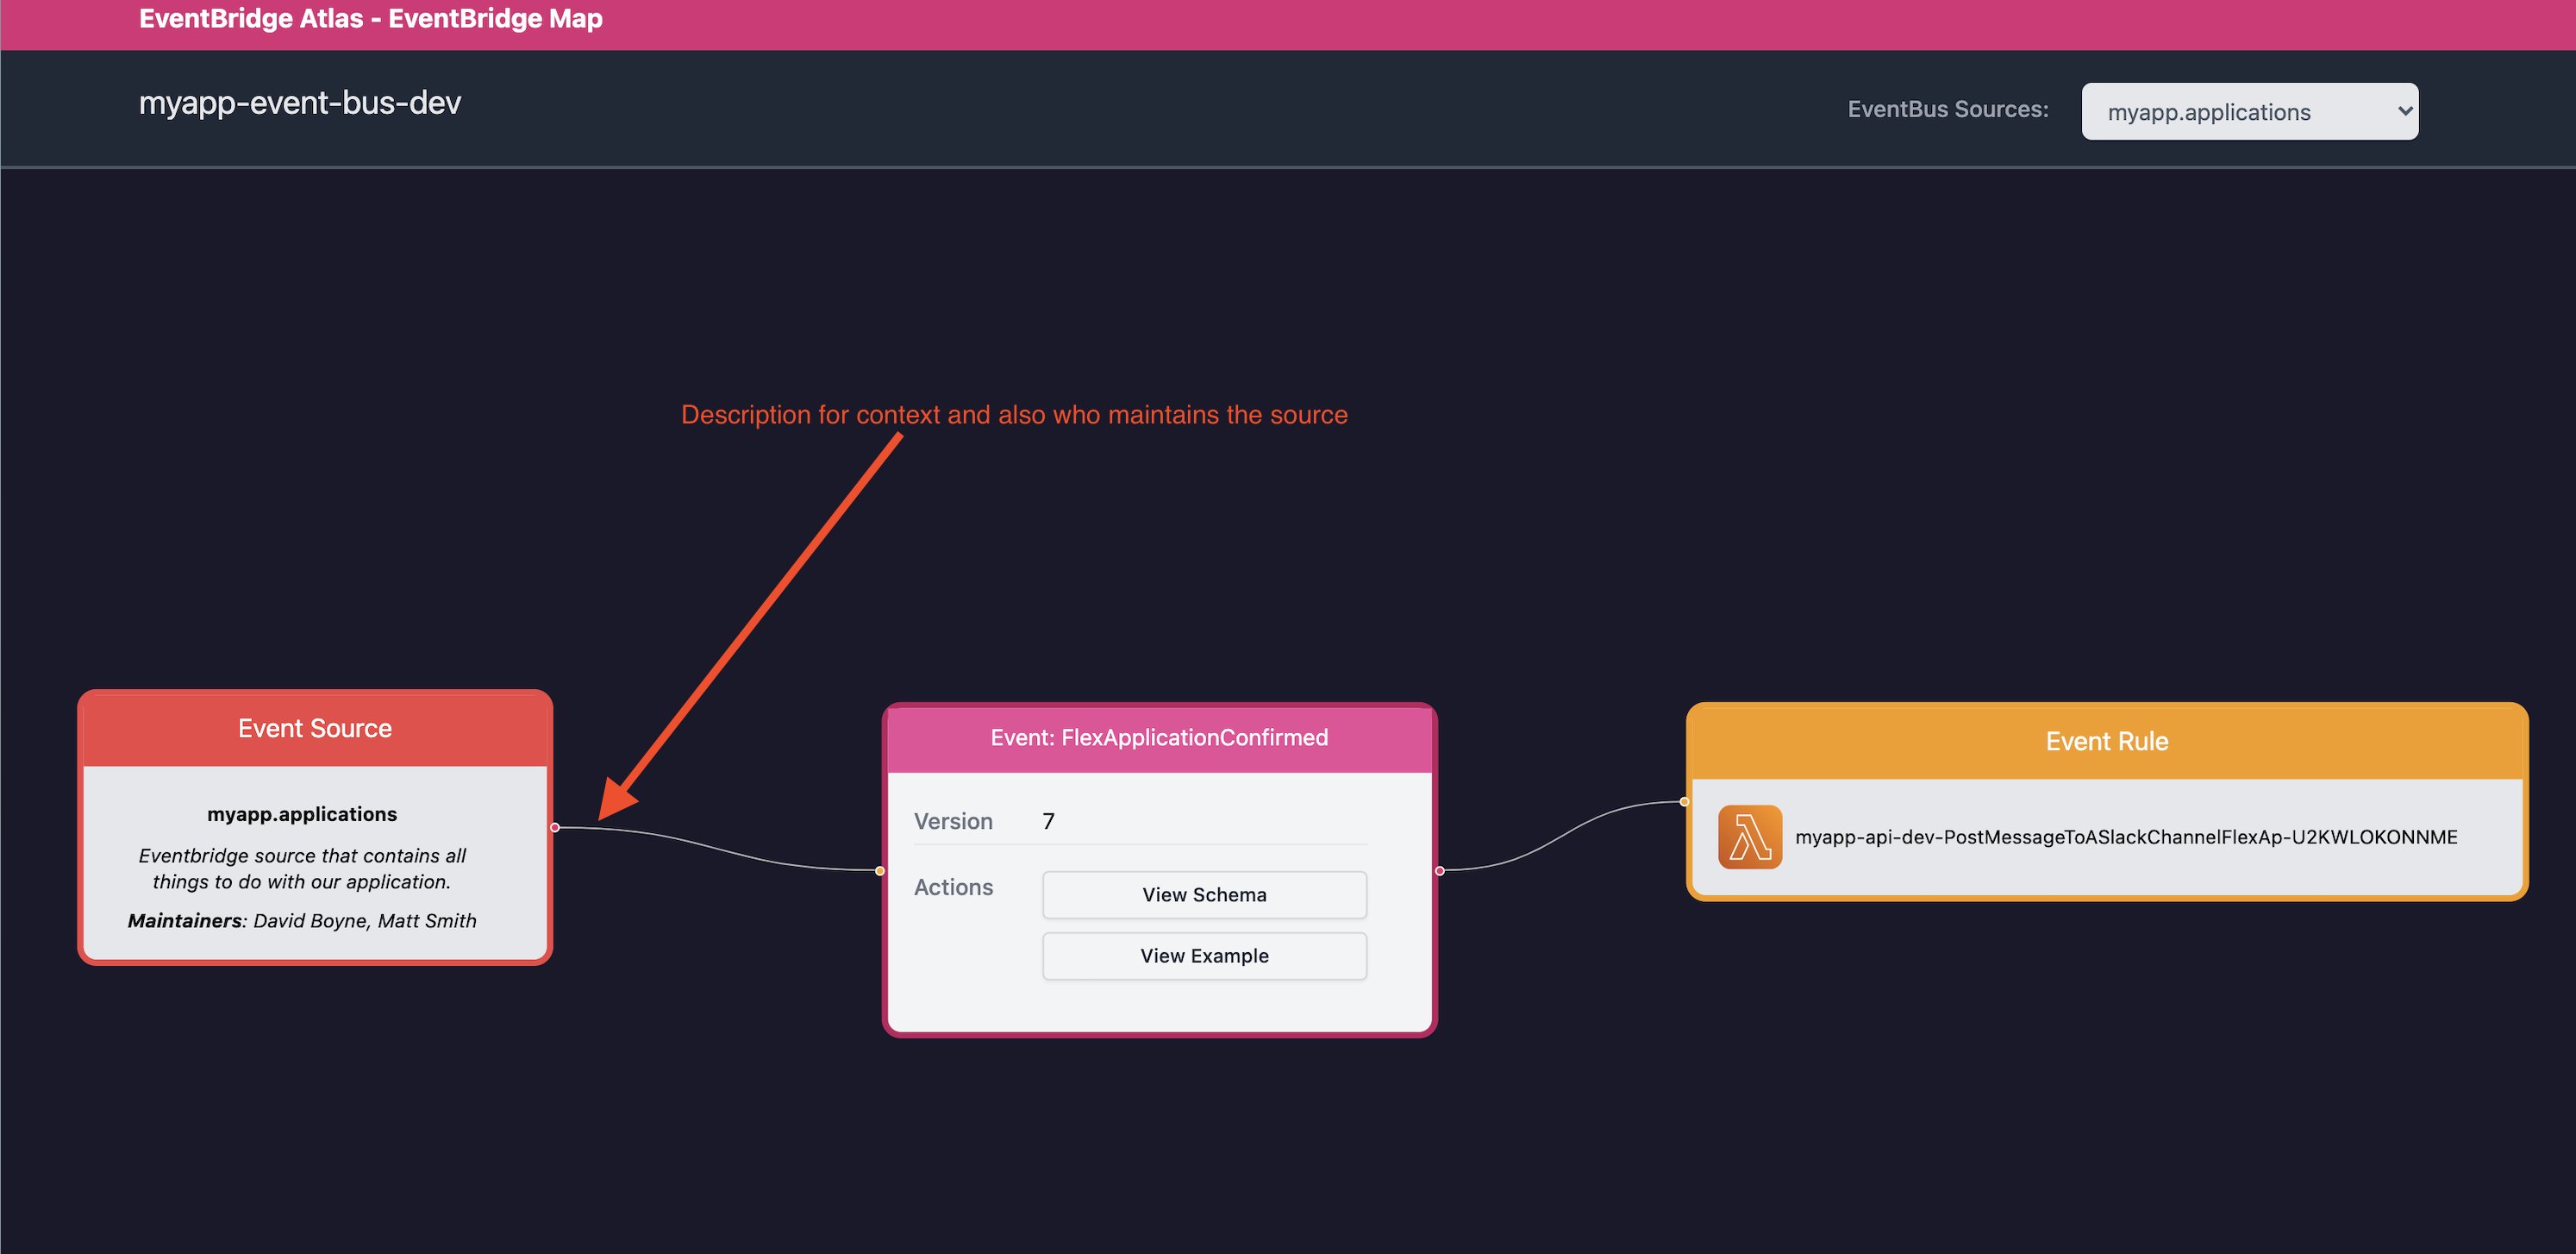 EventBridge Atlas - EventBridge Map
myapp-event-bus-dev
EventBus Sources:
myapp.applications
Description for context and also who maintains the source
Event Source
myapp.applications
Eventbridge source that contains all
things to do with our application.
Maintainers: David Boyne, Matt Smith
Event: FlexApplicationConfirmed
Version 7
Actions
View Schema
View Example
Event Rule
myapp-api-dev-PostMessageToASlackChannelFlexAp-U2KWLOKONNME